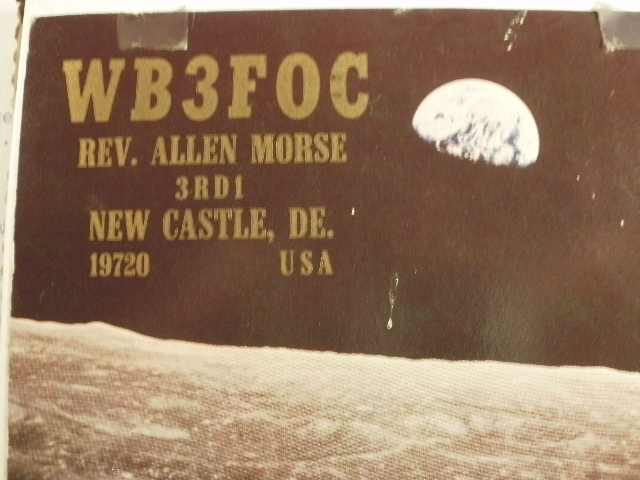 WB3FOC
REV. ALLEN MORSE
3RD1
NEW CASTLE, DE.
19720 USA